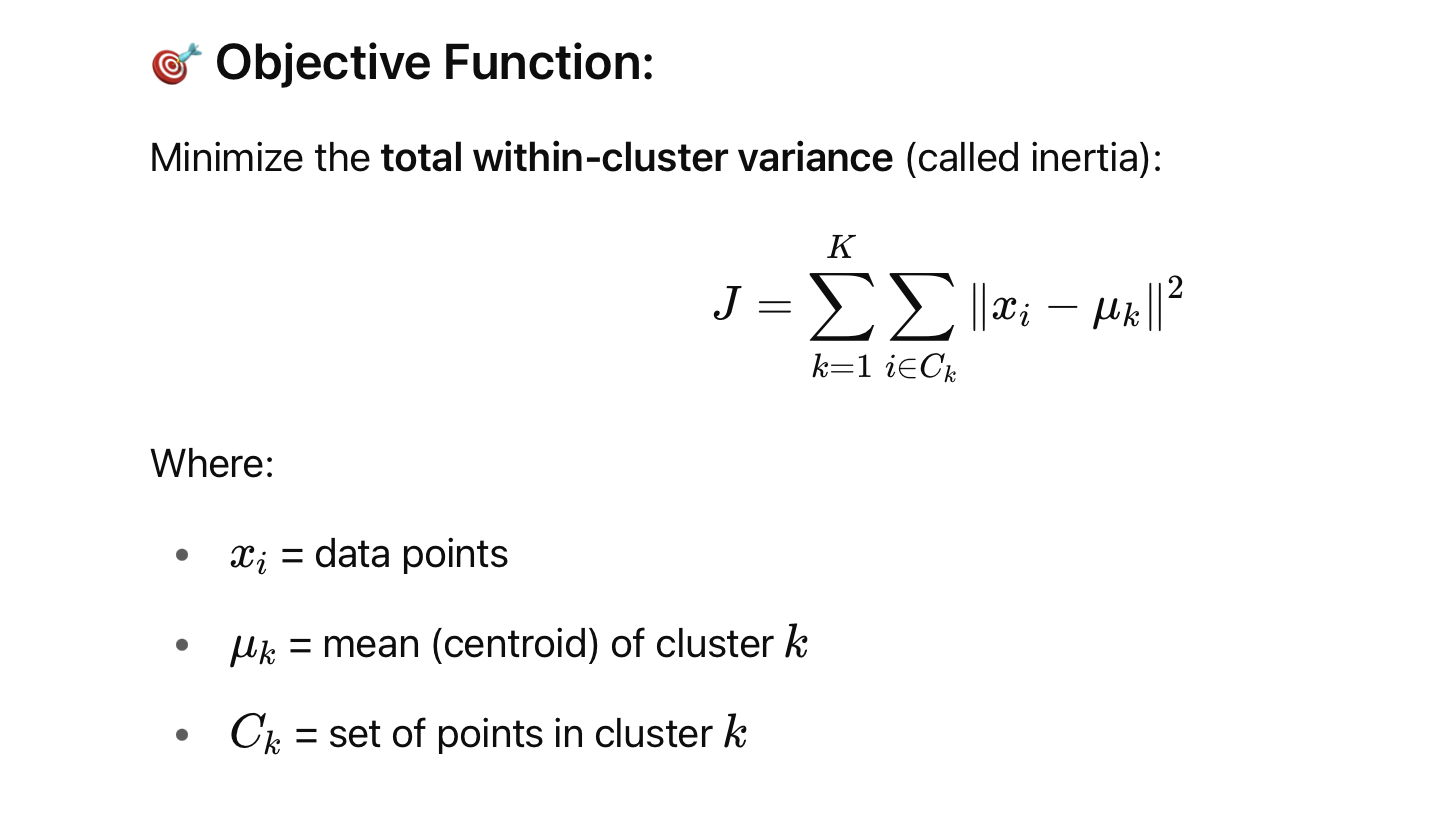 🎯 Objective Function:
Minimize the total within-cluster variance (called inertia):
J = \sum_{k=1}^{K} \sum_{i \in C_k} \|x_i - \mu_k\|^2
Where:
• x_i = data points
• \mu_k = mean (centroid) of cluster k
• C_k = set of points in cluster k